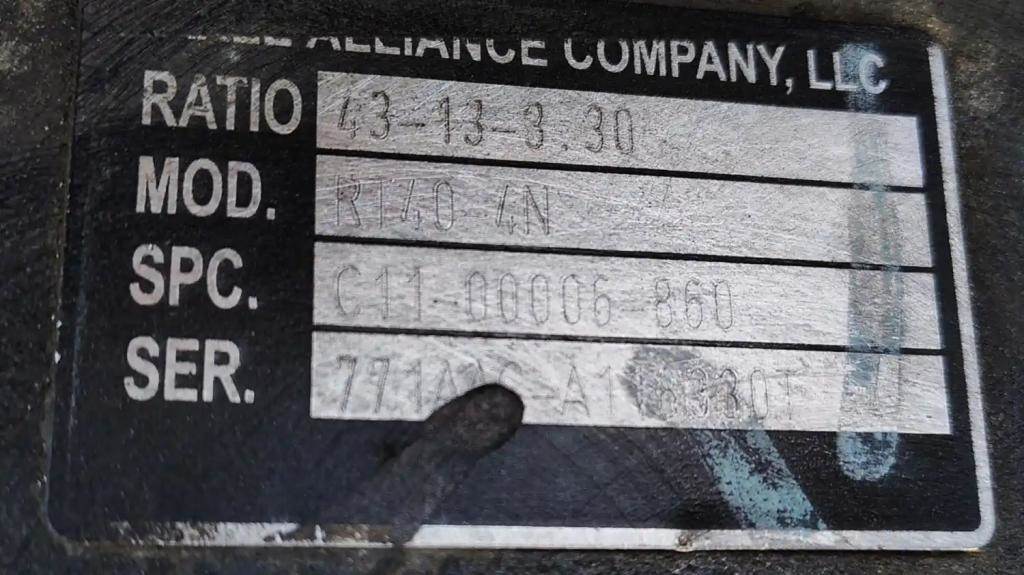 ALLIANCE COMPANY, LLC
RATIO 43-13-3.30
MOD. RT40-4N
SPC. C11-00006-860
SER.